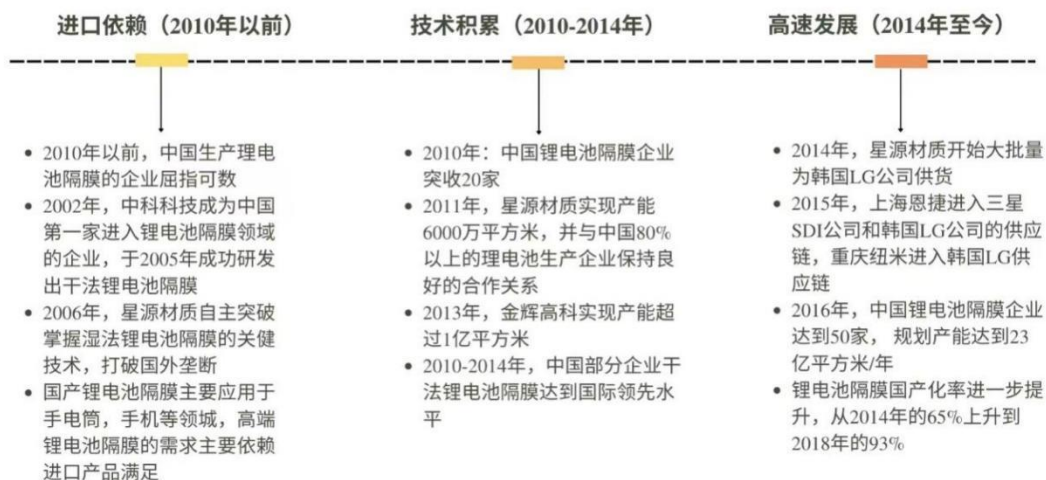 进口依赖（2010年以前）
2010年以前，中国生产理电
池隔膜的企业屈指可数
2002年，中科科技成为中国
第一家进入锂电池隔膜领域
的企业，于2005年成功研发
出干法锂电池隔膜
2006年，星源材质自主突破
掌握湿法锂电池隔膜的关健
技术，打破国外垄断
国产锂电池隔膜主要应用于
手电筒，手机等领城，高端
锂电池隔膜的需求主要依赖
进口产品满足
技术积累（2010-2014年）
2010年：中国锂电池隔膜企业
突收20家
2011年，星源材质实现产能
6000万平方米，并与中国80%
以上的理电池生产企业保持良
好的合作关系
2013年，金辉高科实现产能超
过1亿平方米
2010-2014年，中国部分企业干
法锂电池隔膜达到国际领先水
平
高速发展（2014年至今）
2014年，星源材质开始大批量
为韩国LG公司供货
2015年，上海恩捷进入三星
SDI公司和韩国LG公司的供应
链，重庆纽米进入韩国LG供
应链
2016年，中国锂电池隔膜企业
达到50家， 规划产能达到23
亿平方米/年
锂电池隔膜国产化率进一步提
升，从2014年的65%上升到
2018年的93%